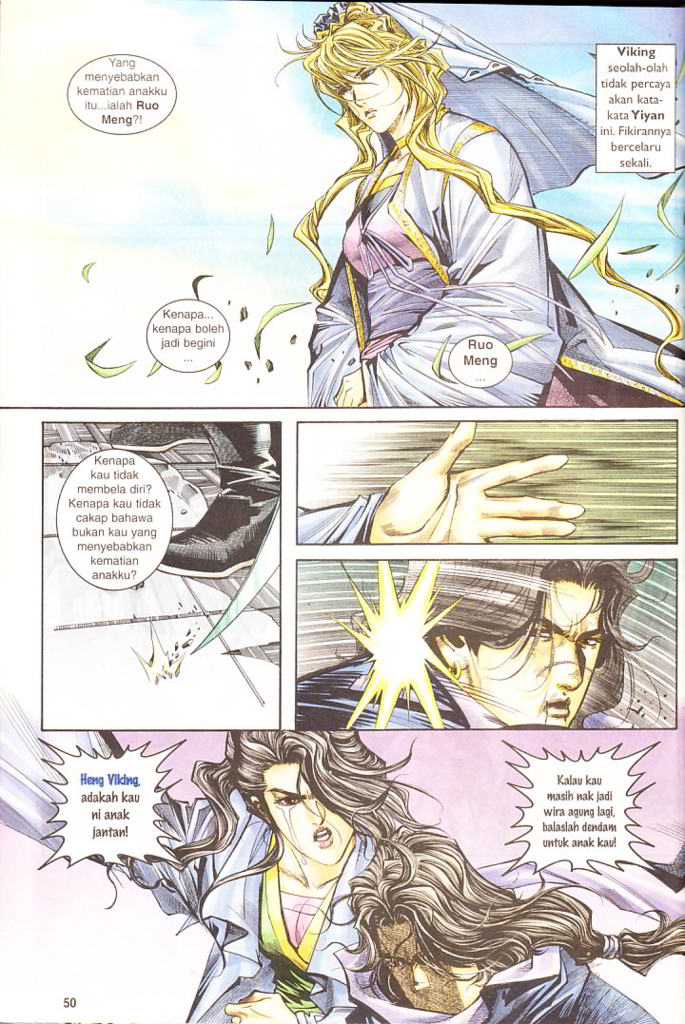 Yang
menyebabkan
kematian anakku
itu...ialah Ruo
Meng?!
Viking
seolah-olah
tidak percaya
akan kata-
kata Yiyan
ini. Fikirannya
bercelaru
sekali.
Kenapa...
kenapa boleh
jadi begini
...
Ruo
Meng
...
Kenapa
kau tidak
membela diri?
Kenapa kau tidak
cakap bahawa
bukan kau yang
menyebabkan
kematian
anakku?
Heng Viking,
adakah kau
ni anak
jantan!
Kalau kau
masih nak jadi
wira agung lagi,
balaslah dendam
untuk anak kau!
50